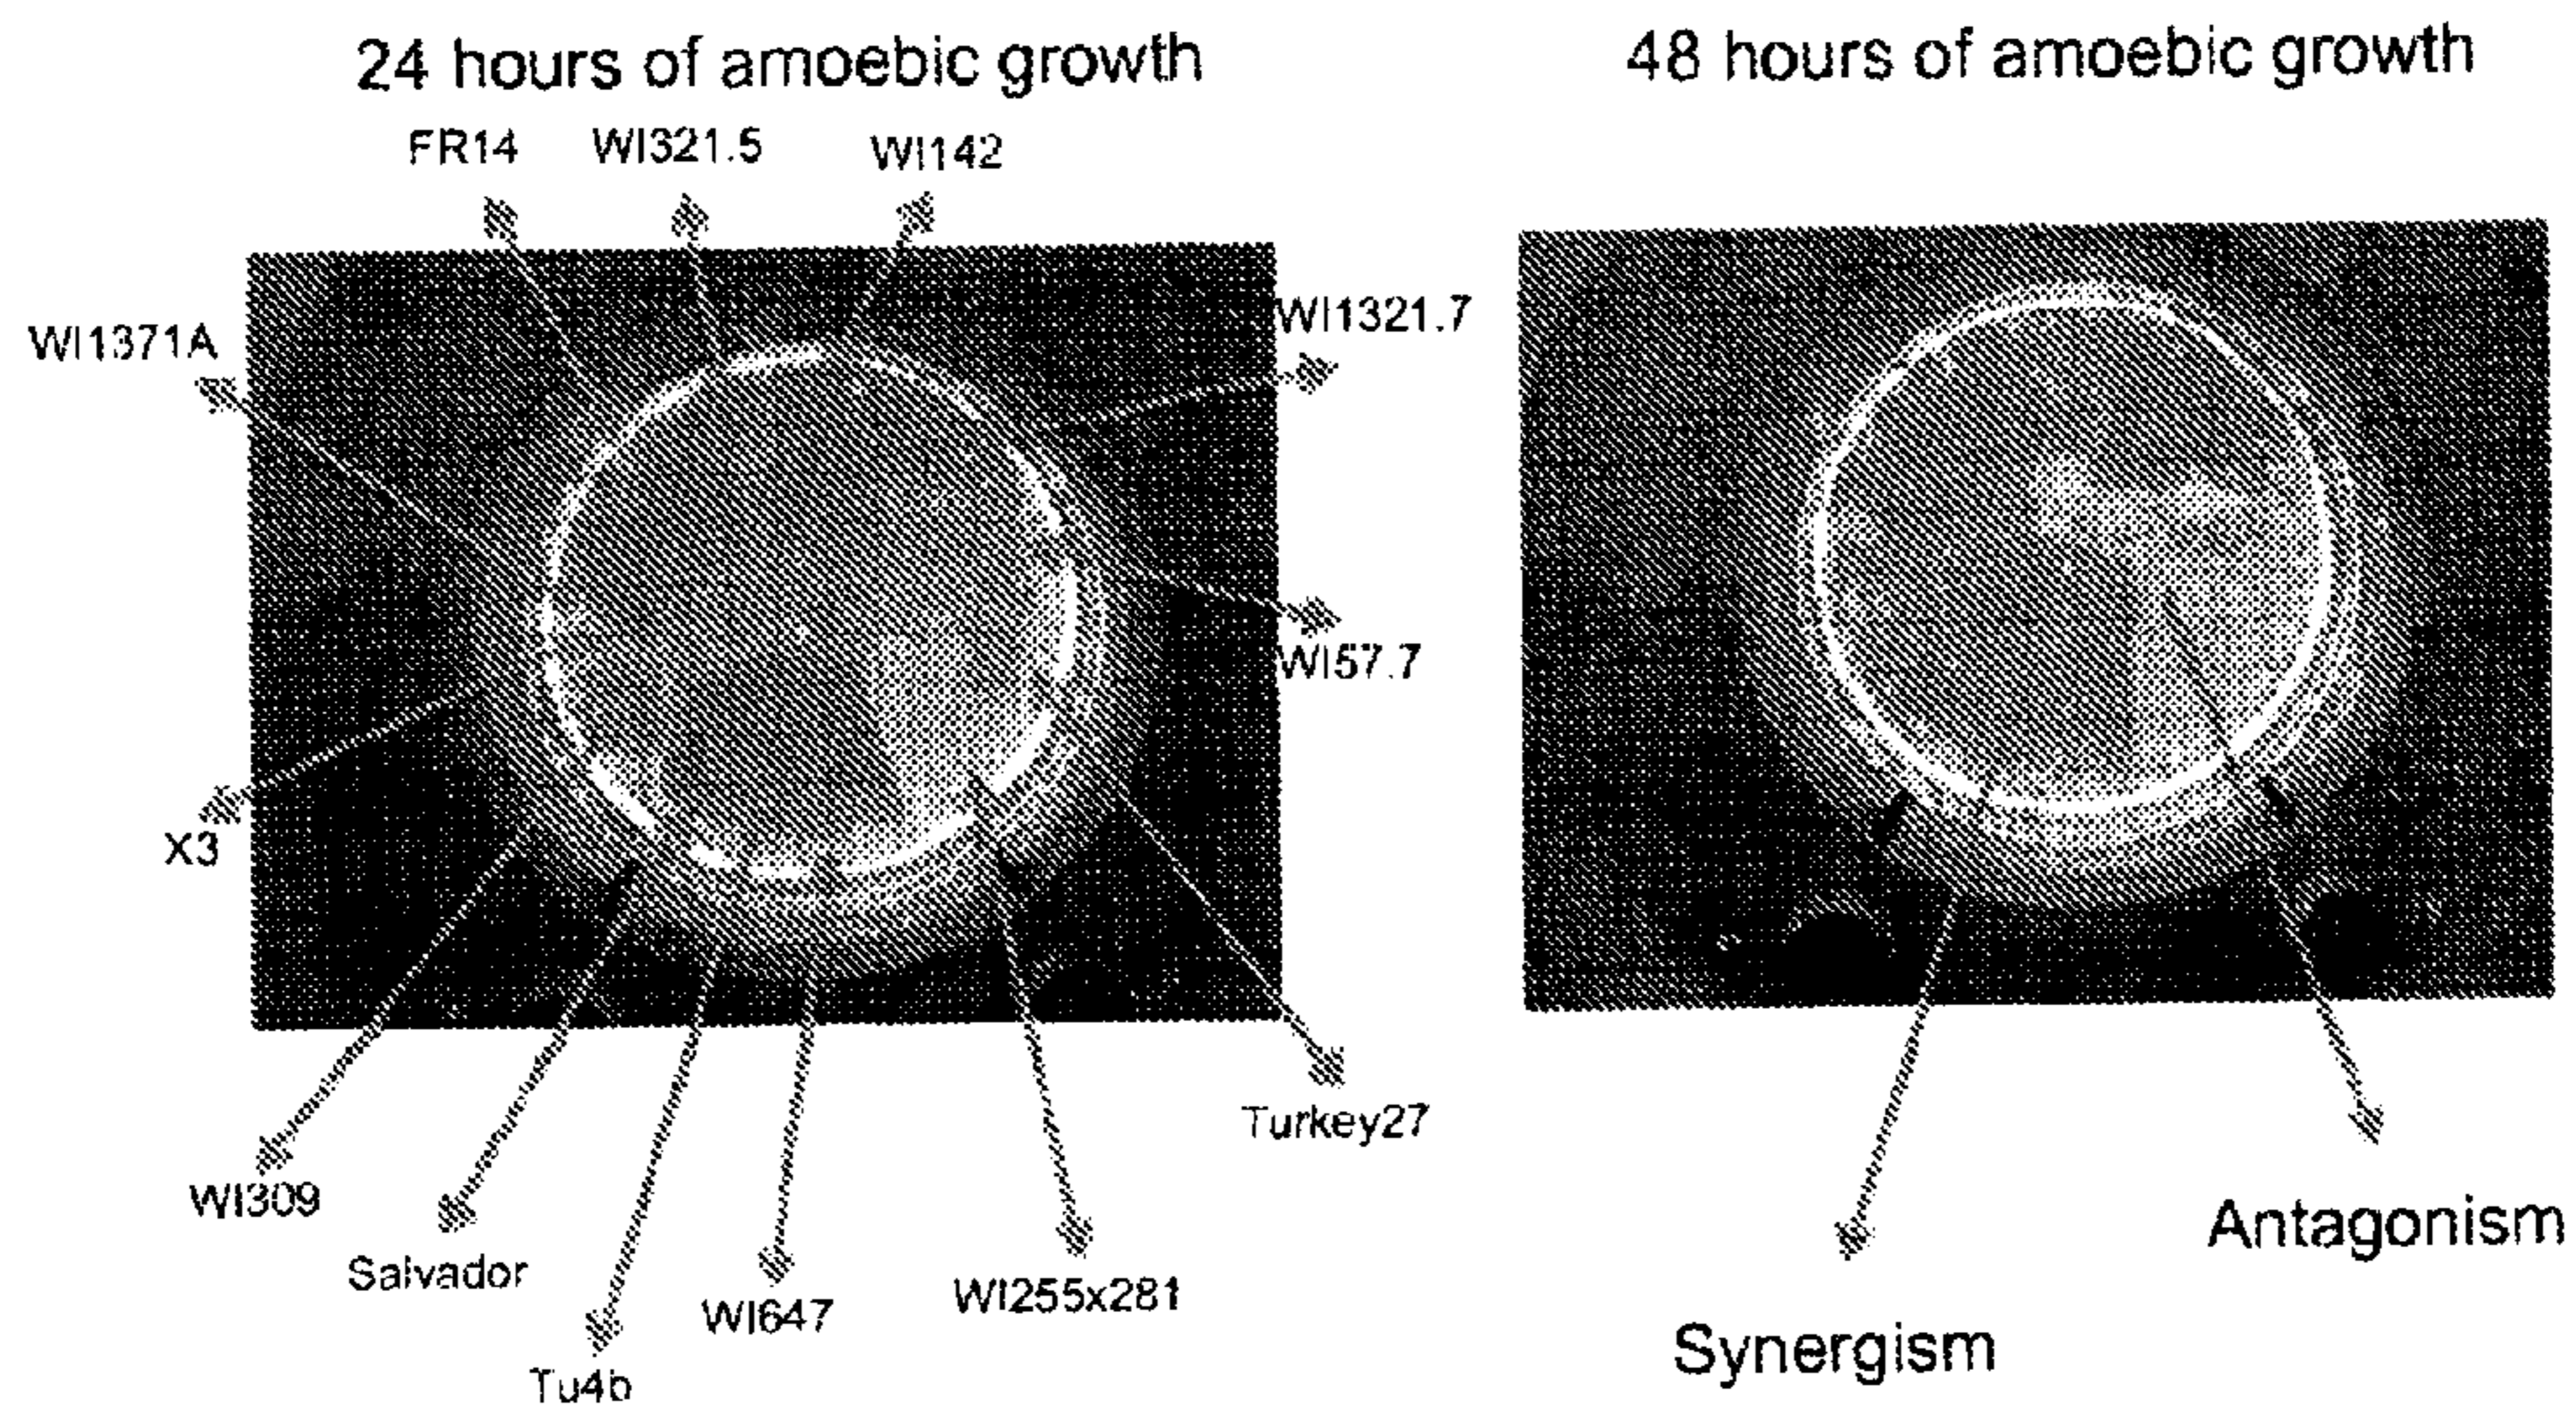 24 hours of amoebic growth
48 hours of amoebic growth
FR14
WI321.5
WI142
WI1371A
WI1321.7
WI57.7
X3
Turkey27
WI309
Salvador
Tu4b
WI647
WI255x281
Antagonism
Synergism